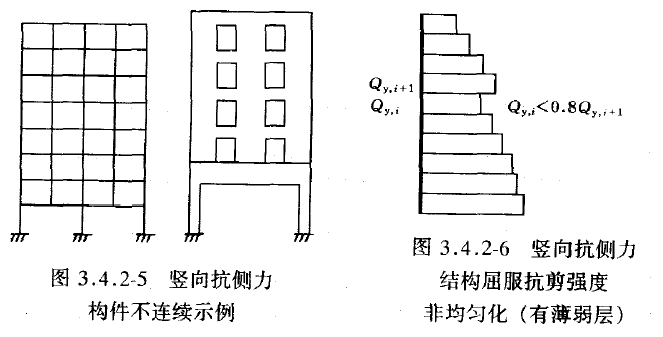 Q_{y,i+1}
Q_{y,i}
Q_{y,i}<0.8Q_{y,i+1}
图 3.4.2-5 竖向抗侧力
构件不连续示例
图 3.4.2-6 竖向抗侧力
结构屈服抗剪强度
非均匀化（有薄弱层）